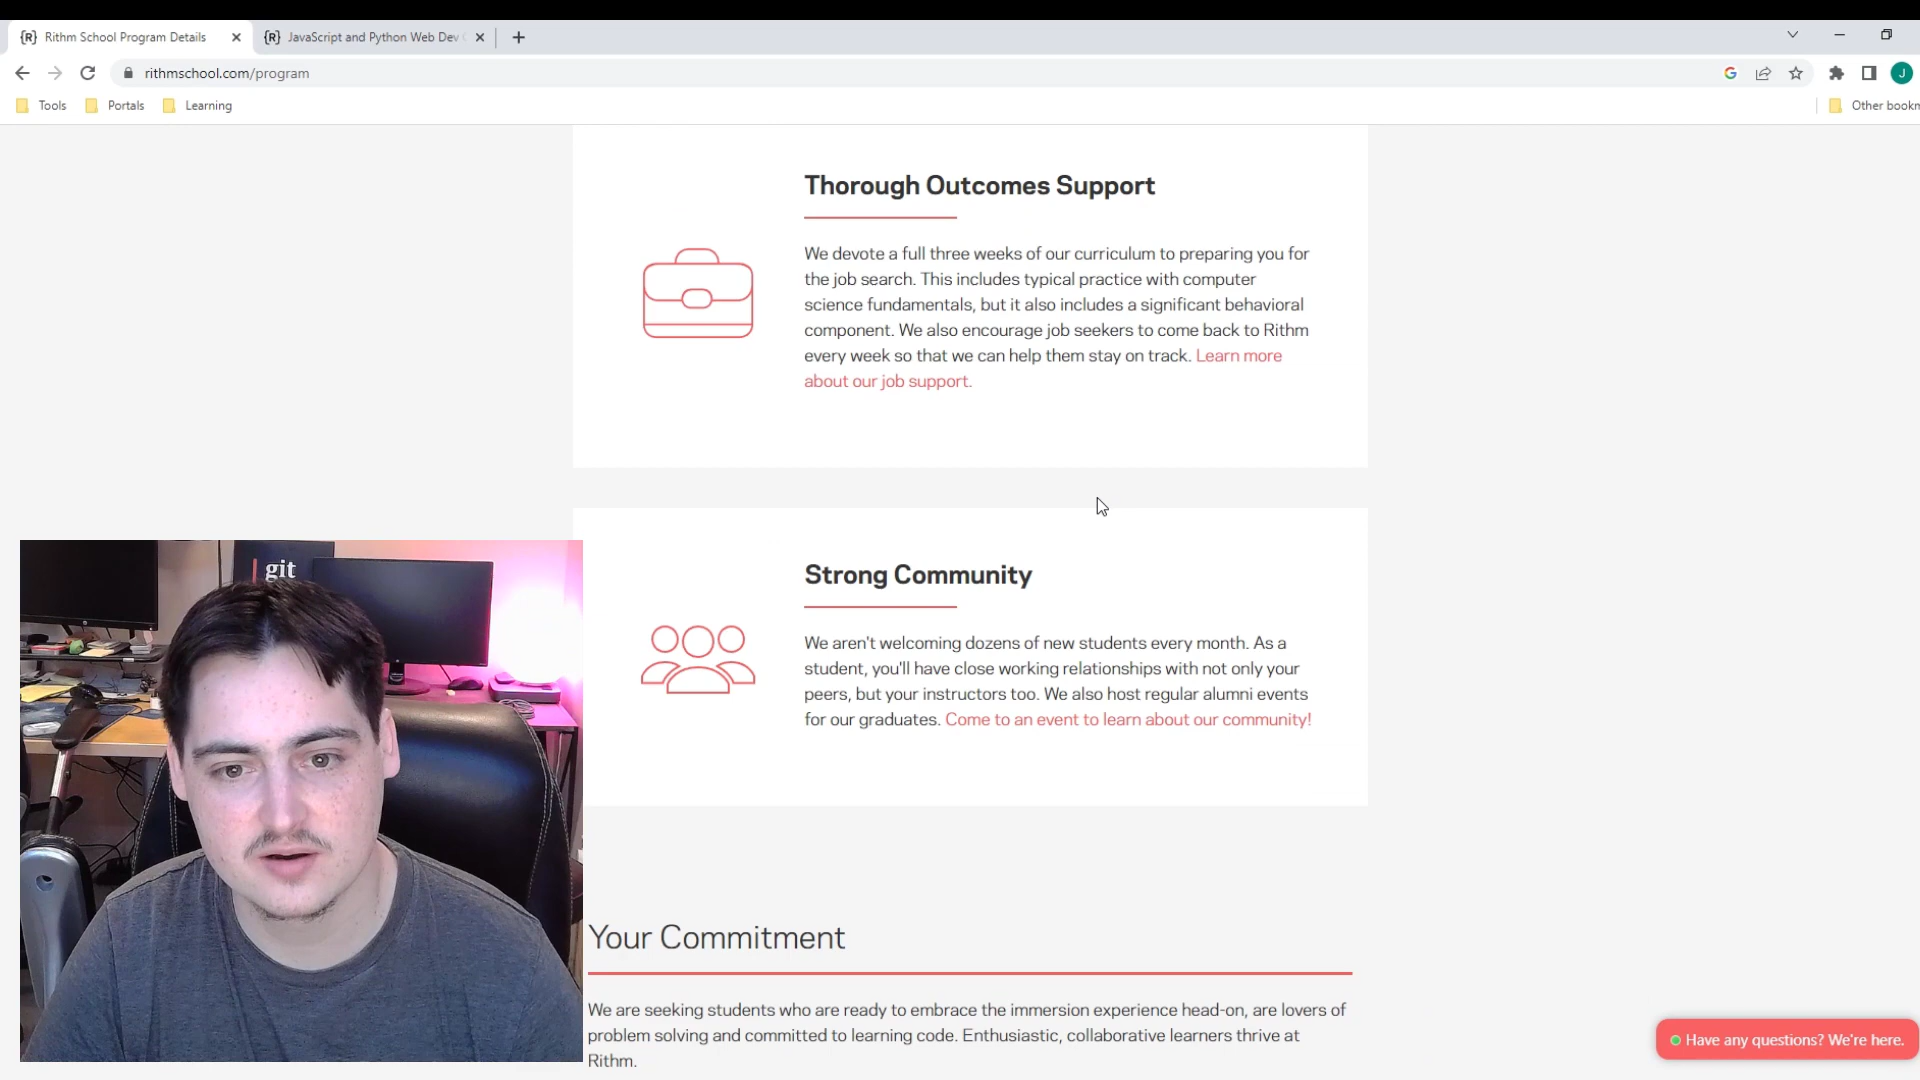 {R} Rithm School Program Details
{R} JavaScript and Python Web Dev
rithmschool.com/program
G
J
Tools
Portals
Learning
Other bookm
Thorough Outcomes Support
We devote a full three weeks of our curriculum to preparing you for
the job search. This includes typical practice with computer
science fundamentals, but it also includes a significant behavioral
component. We also encourage job seekers to come back to Rithm
every week so that we can help them stay on track. Learn more
about our job support.
Strong Community
We aren't welcoming dozens of new students every month. As a
student, you'll have close working relationships with not only your
peers, but your instructors too. We also host regular alumni events
for our graduates. Come to an event to learn about our community!
git
Your Commitment
We are seeking students who are ready to embrace the immersion experience head-on, are lovers of
problem solving and committed to learning code. Enthusiastic, collaborative learners thrive at
Rithm.
Have any questions? We're here.